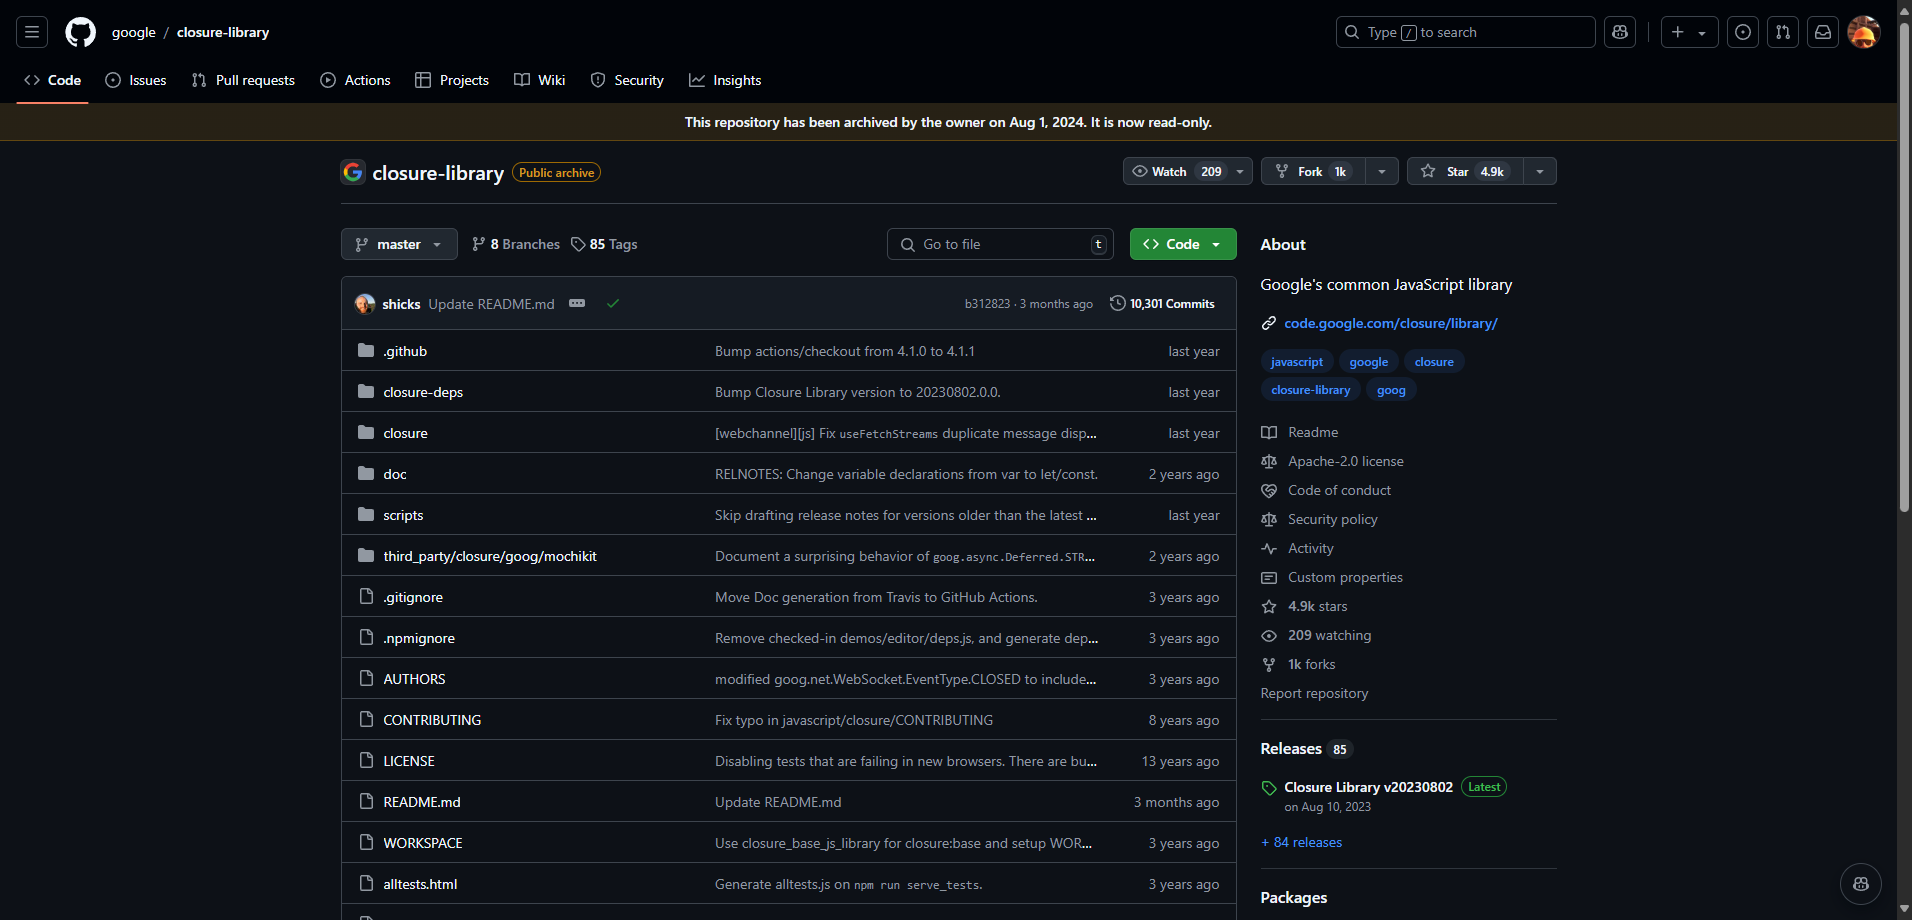 google / closure-library
Type / to search
Code Issues Pull requests Actions Projects Wiki Security Insights
This repository has been archived by the owner on Aug 1, 2024. It is now read-only.
closure-library Public archive
Watch 209 Fork 1k Star 4.9k
master 8 Branches 85 Tags Go to file t Code
shicks Update README.md b312823 · 3 months ago 10,301 Commits
.github Bump actions/checkout from 4.1.0 to 4.1.1 last year
closure-deps Bump Closure Library version to 20230802.0.0. last year
closure [webchannel][js] Fix useFetchStreams duplicate message disp... last year
doc RELNOTES: Change variable declarations from var to let/const. 2 years ago
scripts Skip drafting release notes for versions older than the latest ... last year
third_party/closure/goog/mochikit Document a surprising behavior of goog.async.Deferred.STR... 2 years ago
.gitignore Move Doc generation from Travis to GitHub Actions. 3 years ago
.npmignore Remove checked-in demos/editor/deps.js, and generate dep... 3 years ago
AUTHORS modified goog.net.WebSocket.EventType.CLOSED to include... 3 years ago
CONTRIBUTING Fix typo in javascript/closure/CONTRIBUTING 8 years ago
LICENSE Disabling tests that are failing in new browsers. There are bu... 13 years ago
README.md Update README.md 3 months ago
WORKSPACE Use closure_base_js_library for closure:base and setup WOR... 3 years ago
alltests.html Generate alltests.js on npm run serve_tests. 3 years ago
About
Google's common JavaScript library
code.google.com/closure/library/
javascript google closure
closure-library goog
Readme
Apache-2.0 license
Code of conduct
Security policy
Activity
Custom properties
4.9k stars
209 watching
1k forks
Report repository
Releases 85
Closure Library v20230802 Latest
on Aug 10, 2023
+ 84 releases
Packages